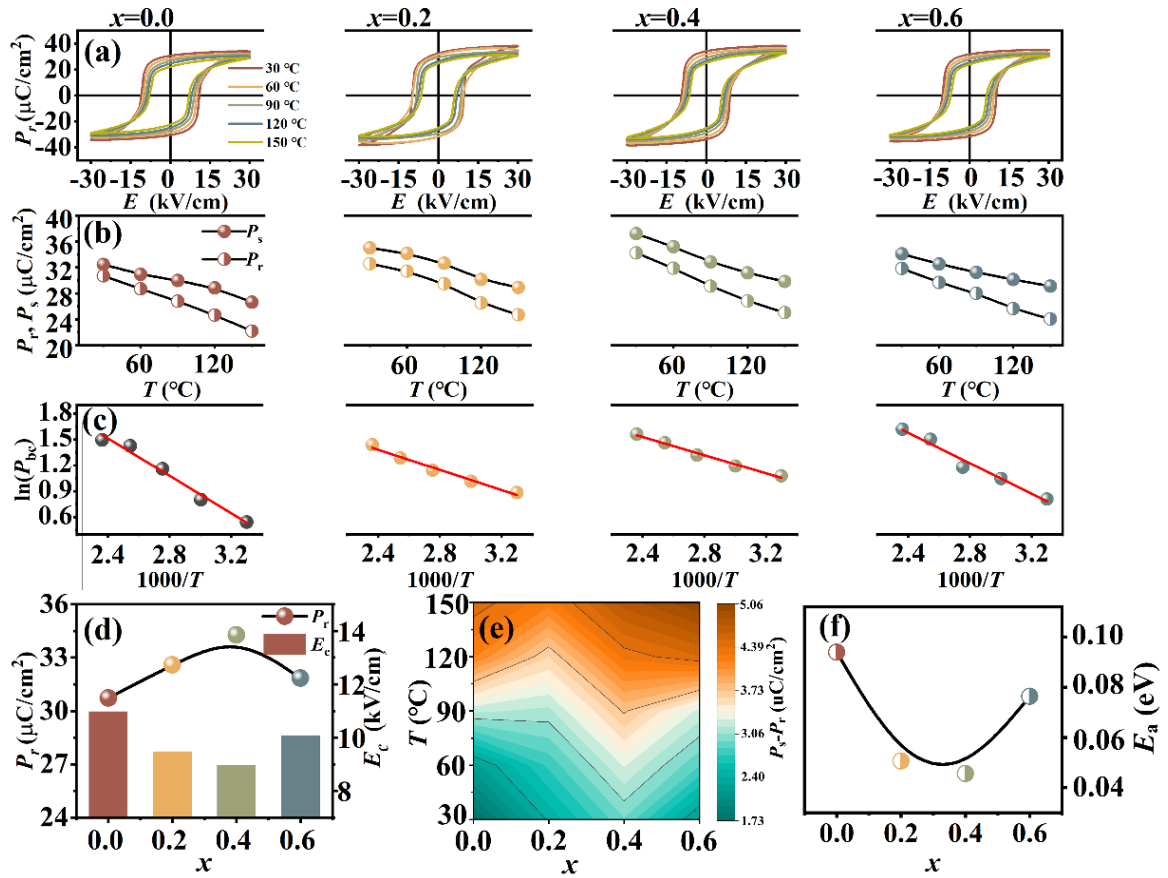 x=0.0 x=0.2 x=0.4 x=0.6
(a)
Pr (μC/cm²)
40
20
0
-20
-40
30 °C
60 °C
90 °C
120 °C
150 °C
-30 -15 0 15 30 -30 -15 0 15 30 -30 -15 0 15 30 -30 -15 0 15 30
E (kV/cm) E (kV/cm) E (kV/cm) E (kV/cm)
(b)
Pr, Ps (μC/cm²)
40
36
32
28
24
20
Ps
Pr
60 120 60 120 60 120 60 120
T (°C) T (°C) T (°C) T (°C)
(c)
ln(Pbc)
1.8
1.5
1.2
0.9
0.6
2.4 2.8 3.2 2.4 2.8 3.2 2.4 2.8 3.2 2.4 2.8 3.2
1000/T 1000/T 1000/T 1000/T
(d)
Pr (μC/cm²)
36
33
30
27
24
Pr
Ec
14
12
10
8
Ec (kV/cm)
0.0 0.2 0.4 0.6
x
(e)
T (°C)
150
120
90
60
30
0.0 0.2 0.4 0.6
x
5.06
4.39
3.73
3.06
2.40
1.73
Ps-Pr (uC/cm²)
(f)
0.10
0.08
0.06
0.04
Ea (eV)
0.0 0.2 0.4 0.6
x